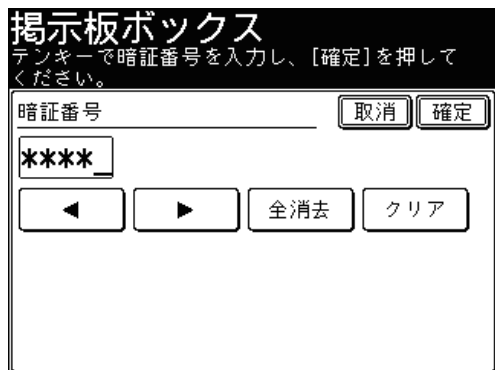 掲示板ボックス
テンキーで暗証番号を入力し、[確定]を押して
ください。
暗証番号 取消 確定
****_
◀ ▶ 全消去 クリア